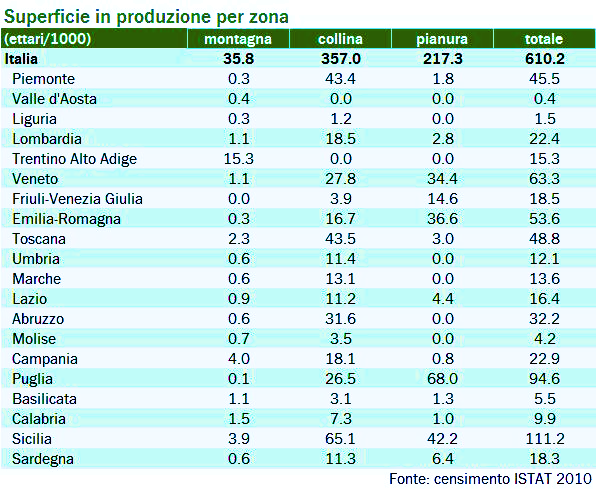 Superficie in produzione per zona
(ettari/1000) montagna collina pianura totale
Italia 35.8 357.0 217.3 610.2
Piemonte 0.3 43.4 1.8 45.5
Valle d'Aosta 0.4 0.0 0.0 0.4
Liguria 0.3 1.2 0.0 1.5
Lombardia 1.1 18.5 2.8 22.4
Trentino Alto Adige 15.3 0.0 0.0 15.3
Veneto 1.1 27.8 34.4 63.3
Friuli-Venezia Giulia 0.0 3.9 14.6 18.5
Emilia-Romagna 0.3 16.7 36.6 53.6
Toscana 2.3 43.5 3.0 48.8
Umbria 0.6 11.4 0.0 12.1
Marche 0.6 13.1 0.0 13.6
Lazio 0.9 11.2 4.4 16.4
Abruzzo 0.6 31.6 0.0 32.2
Molise 0.7 3.5 0.0 4.2
Campania 4.0 18.1 0.8 22.9
Puglia 0.1 26.5 68.0 94.6
Basilicata 1.1 3.1 1.3 5.5
Calabria 1.5 7.3 1.0 9.9
Sicilia 3.9 65.1 42.2 111.2
Sardegna 0.6 11.3 6.4 18.3
Fonte: censimento ISTAT 2010